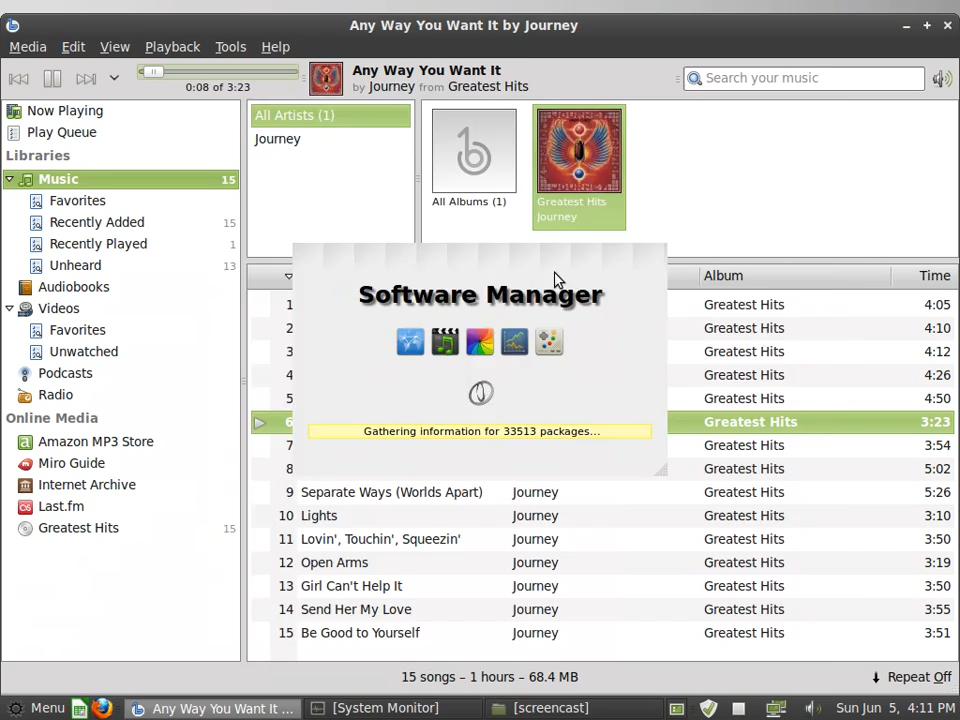 Any Way You Want It by Journey
Media Edit View Playback Tools Help
Any Way You Want It
by Journey from Greatest Hits
0:08 of 3:23
Search your music
Now Playing
Play Queue
Libraries
Music 15
Favorites
Recently Added 15
Recently Played 1
Unheard 13
Audiobooks
Videos
Favorites
Unwatched
Podcasts
Radio
Online Media
Amazon MP3 Store
Miro Guide
Internet Archive
Last.fm
Greatest Hits 15
All Artists (1)
Journey
All Albums (1)
Greatest Hits
Journey
Album Time
1 Greatest Hits 4:05
2 Greatest Hits 4:10
3 Greatest Hits 4:12
4 Greatest Hits 4:26
5 Greatest Hits 4:50
6 Greatest Hits 3:23
7 Greatest Hits 3:54
8 Greatest Hits 5:02
9 Separate Ways (Worlds Apart) Journey Greatest Hits 5:26
10 Lights Journey Greatest Hits 3:10
11 Lovin', Touchin', Squeezin' Journey Greatest Hits 3:50
12 Open Arms Journey Greatest Hits 3:19
13 Girl Can't Help It Journey Greatest Hits 3:50
14 Send Her My Love Journey Greatest Hits 3:55
15 Be Good to Yourself Journey Greatest Hits 3:51
Software Manager
Gathering information for 33513 packages...
15 songs – 1 hours – 68.4 MB
Repeat Off
Menu
Any Way You Want It ...
[System Monitor]
[screencast]
Sun Jun 5, 4:11 PM